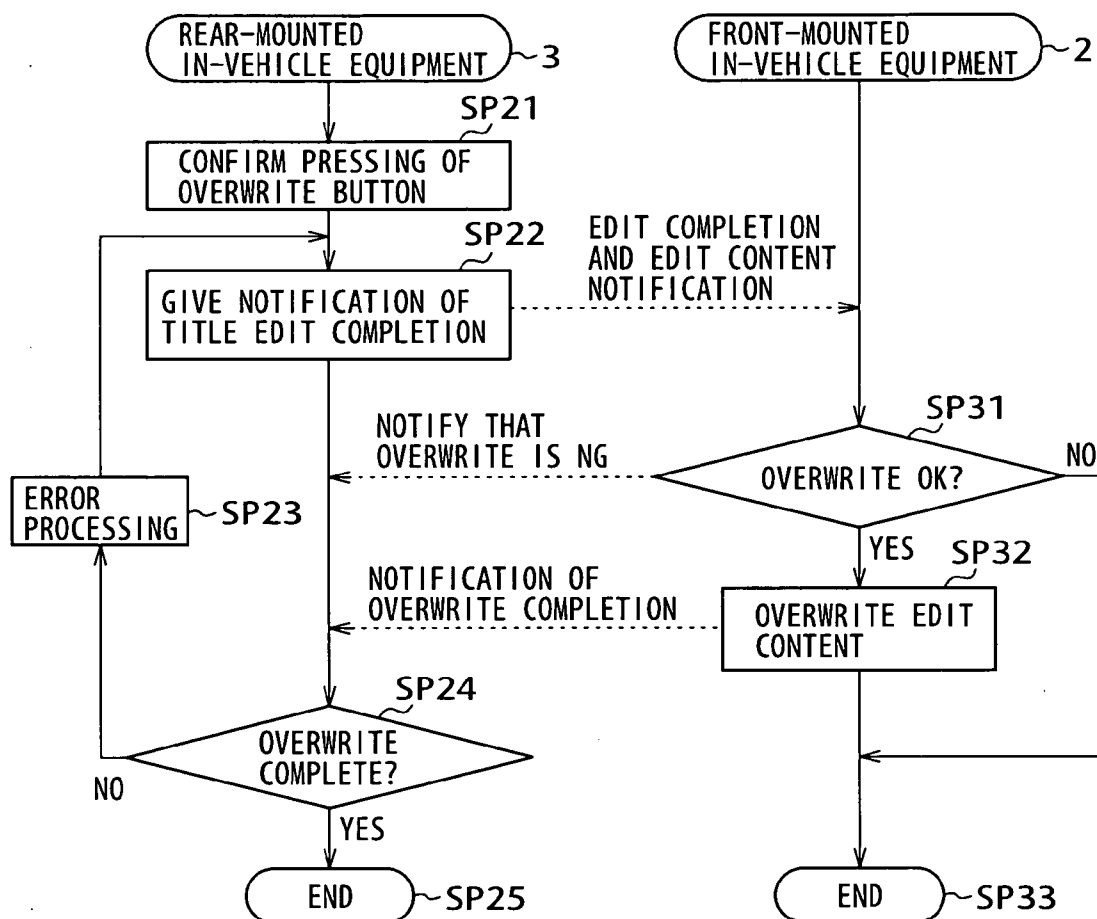 REAR-MOUNTED
IN-VEHICLE EQUIPMENT
3
FRONT-MOUNTED
IN-VEHICLE EQUIPMENT
2
SP21
CONFIRM PRESSING OF
OVERWRITE BUTTON
SP22
GIVE NOTIFICATION OF
TITLE EDIT COMPLETION
EDIT COMPLETION
AND EDIT CONTENT
NOTIFICATION
SP31
OVERWRITE OK?
NO
YES
NOTIFY THAT
OVERWRITE IS NG
ERROR
PROCESSING
SP23
SP32
OVERWRITE EDIT
CONTENT
NOTIFICATION OF
OVERWRITE COMPLETION
SP24
OVERWRITE
COMPLETE?
NO
YES
END
SP25
END
SP33